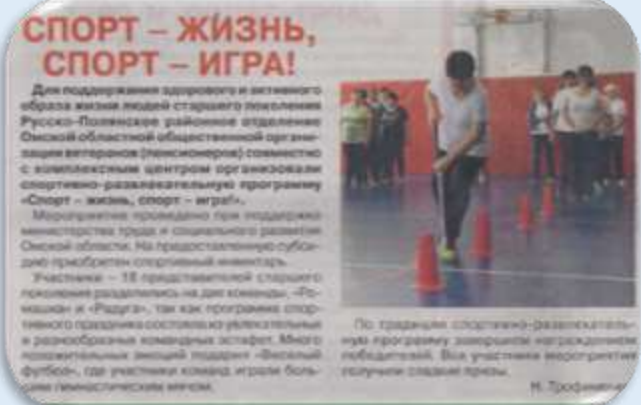 СПОРТ – ЖИЗНЬ,
СПОРТ – ИГРА!
Для поддержания здорового и активного
образа жизни людей старшего поколения
Русско-Полянское районное отделение
Омской областной общественной органи-
зации ветеранов (пенсионеров) совместно
с комплексным центром организовали
спортивно-развлекательную программу
«Спорт – жизнь, спорт – игра!».
Мероприятие проведено при поддержке
министерства труда и социального развития
Омской области. На предоставленную субси-
дию приобретен спортивный инвентарь.
Участники – 18 представителей старшего
поколения разделились на две команды, «Ро-
машка» и «Радуга», так как программа спор-
тивного праздника состояла из увлекательных
и разнообразных командных эстафет. Много
положительных эмоций подарил «Веселый
футбол», где участники команд играли боль-
шим гимнастическим мячом.
По традиции спортивно-развлекатель-
ную программу завершили награждением
победителей. Все участники мероприятия
получили сладкие призы.
Н. Трофименко